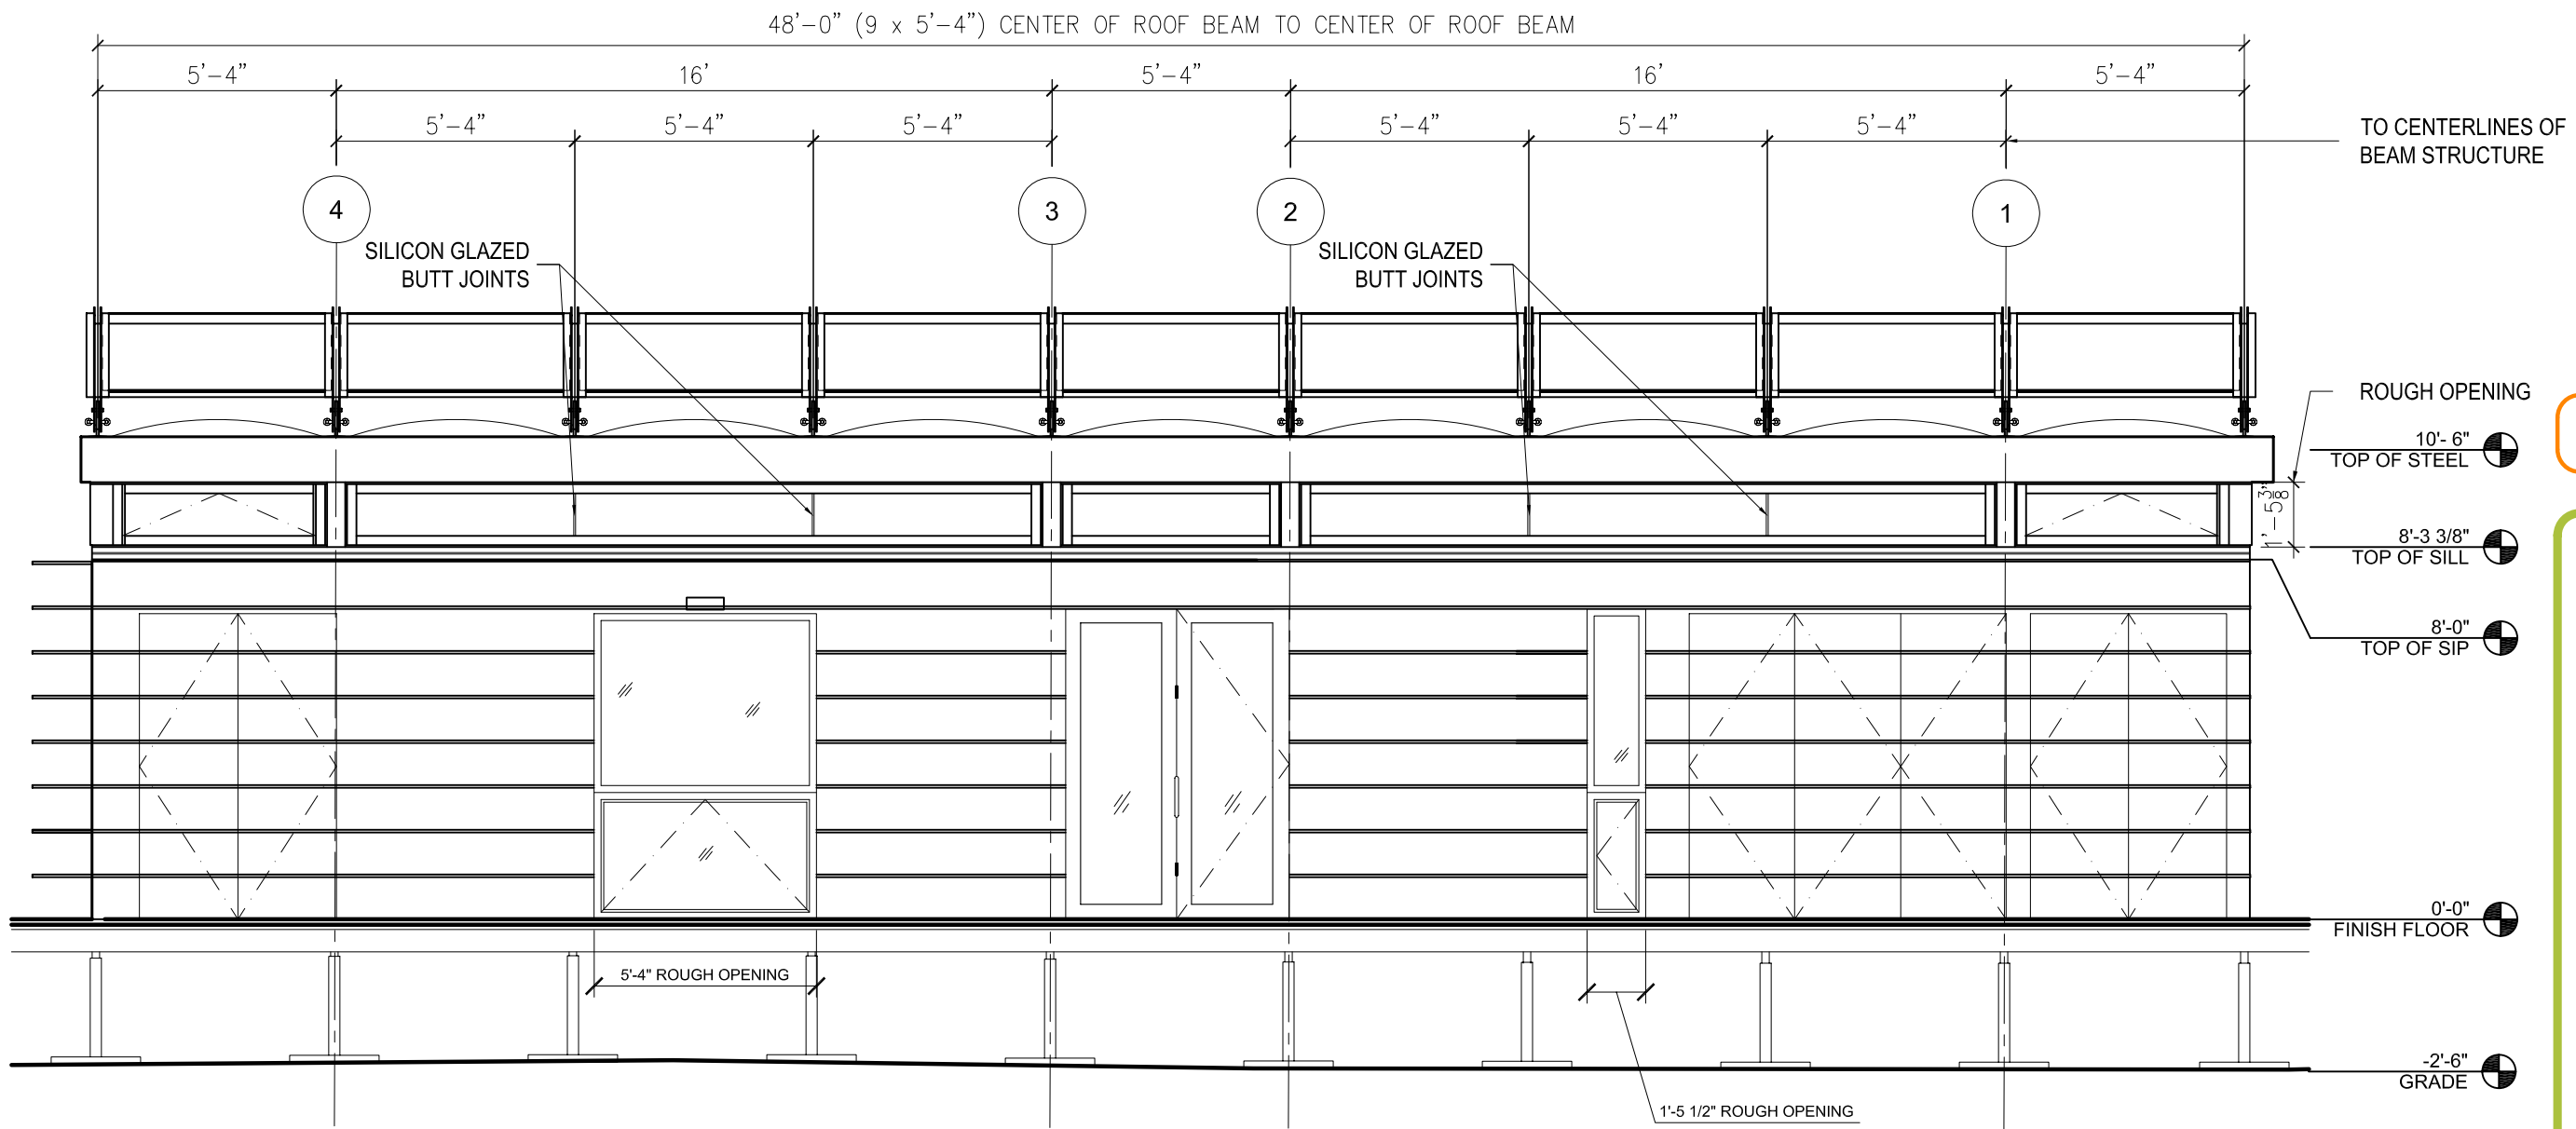 48'-0" (9 x 5'-4") CENTER OF ROOF BEAM TO CENTER OF ROOF BEAM
5'-4"
16'
5'-4"
16'
5'-4"
5'-4"
5'-4"
5'-4"
5'-4"
5'-4"
5'-4"
TO CENTERLINES OF
BEAM STRUCTURE
4
3
2
1
SILICON GLAZED
BUTT JOINTS
SILICON GLAZED
BUTT JOINTS
ROUGH OPENING
10'- 6"
TOP OF STEEL
1'-5 3/8"
8'-3 3/8"
TOP OF SILL
8'-0"
TOP OF SIP
0'-0"
FINISH FLOOR
5'-4" ROUGH OPENING
-2'-6"
GRADE
1'-5 1/2" ROUGH OPENING